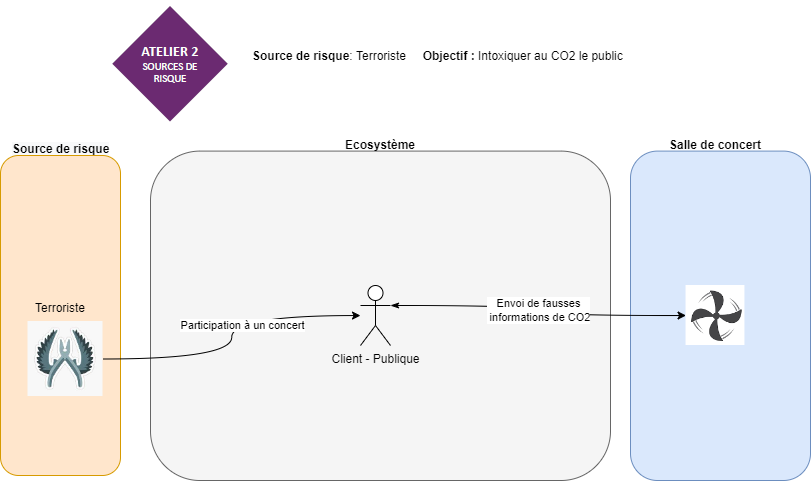 ATELIER 2
SOURCES DE
RISQUE
Source de risque: Terroriste Objectif : Intoxiquer au CO2 le public
Source de risque
Ecosystème
Salle de concert
Terroriste
Participation à un concert
Envoi de fausses
informations de CO2
Client - Publique